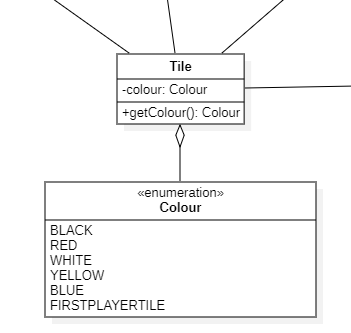 Tile
-colour: Colour
+getColour(): Colour
«enumeration»
Colour
BLACK
RED
WHITE
YELLOW
BLUE
FIRSTPLAYERTILE